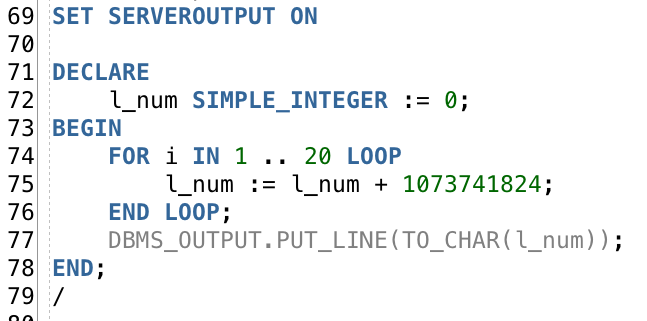 69 SET SERVEROUTPUT ON
70
71 DECLARE
72     l_num SIMPLE_INTEGER := 0;
73 BEGIN
74     FOR i IN 1 .. 20 LOOP
75         l_num := l_num + 1073741824;
76     END LOOP;
77     DBMS_OUTPUT.PUT_LINE(TO_CHAR(l_num));
78 END;
79 /